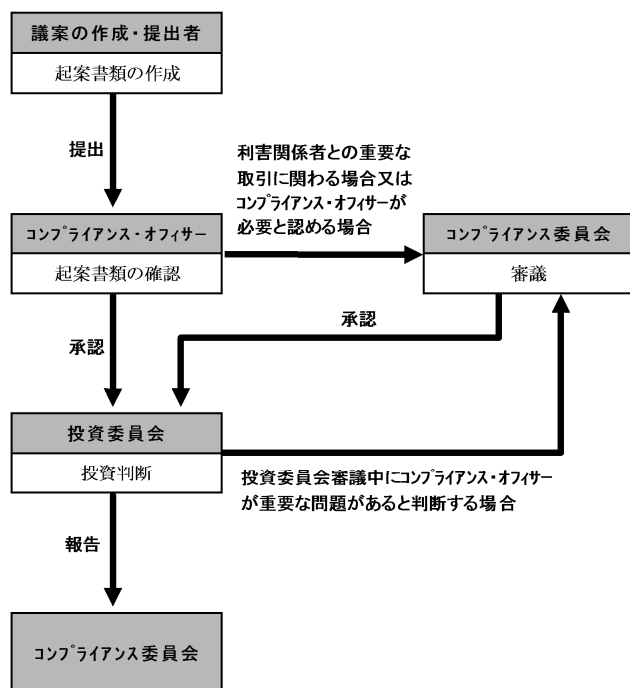 議案の作成・提出者
起案書類の作成
提出
利害関係者との重要な
取引に関わる場合又は
ｺﾝﾌﾟﾗｲｱﾝｽ・ｵﾌｨｻｰが
必要と認める場合
ｺﾝﾌﾟﾗｲｱﾝｽ・ｵﾌｨｻｰ
起案書類の確認
ｺﾝﾌﾟﾗｲｱﾝｽ委員会
審議
承認
承認
投資委員会
投資判断
投資委員会審議中にｺﾝﾌﾟﾗｲｱﾝｽ・ｵﾌｨｻｰ
が重要な問題があると判断する場合
報告
ｺﾝﾌﾟﾗｲｱﾝｽ委員会